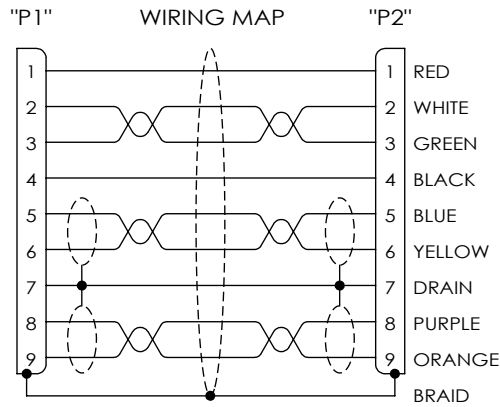 "P1" WIRING MAP "P2"
1 1 RED
2 2 WHITE
3 3 GREEN
4 4 BLACK
5 5 BLUE
6 6 YELLOW
7 7 DRAIN
8 8 PURPLE
9 9 ORANGE
BRAID